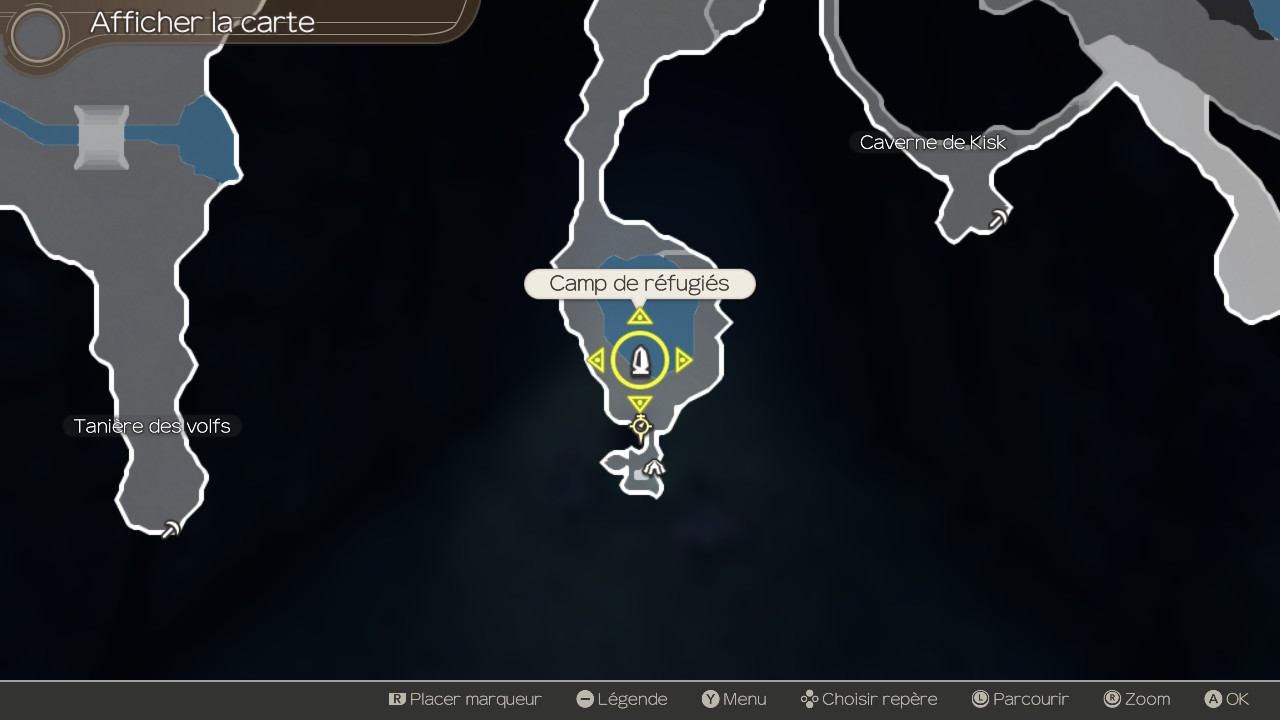 Afficher la carte
Caverne de Kisk
Camp de réfugiés
Tanière des volfs
R Placer marqueur
Légende
Y Menu
Choisir repère
L Parcourir
R Zoom
A OK